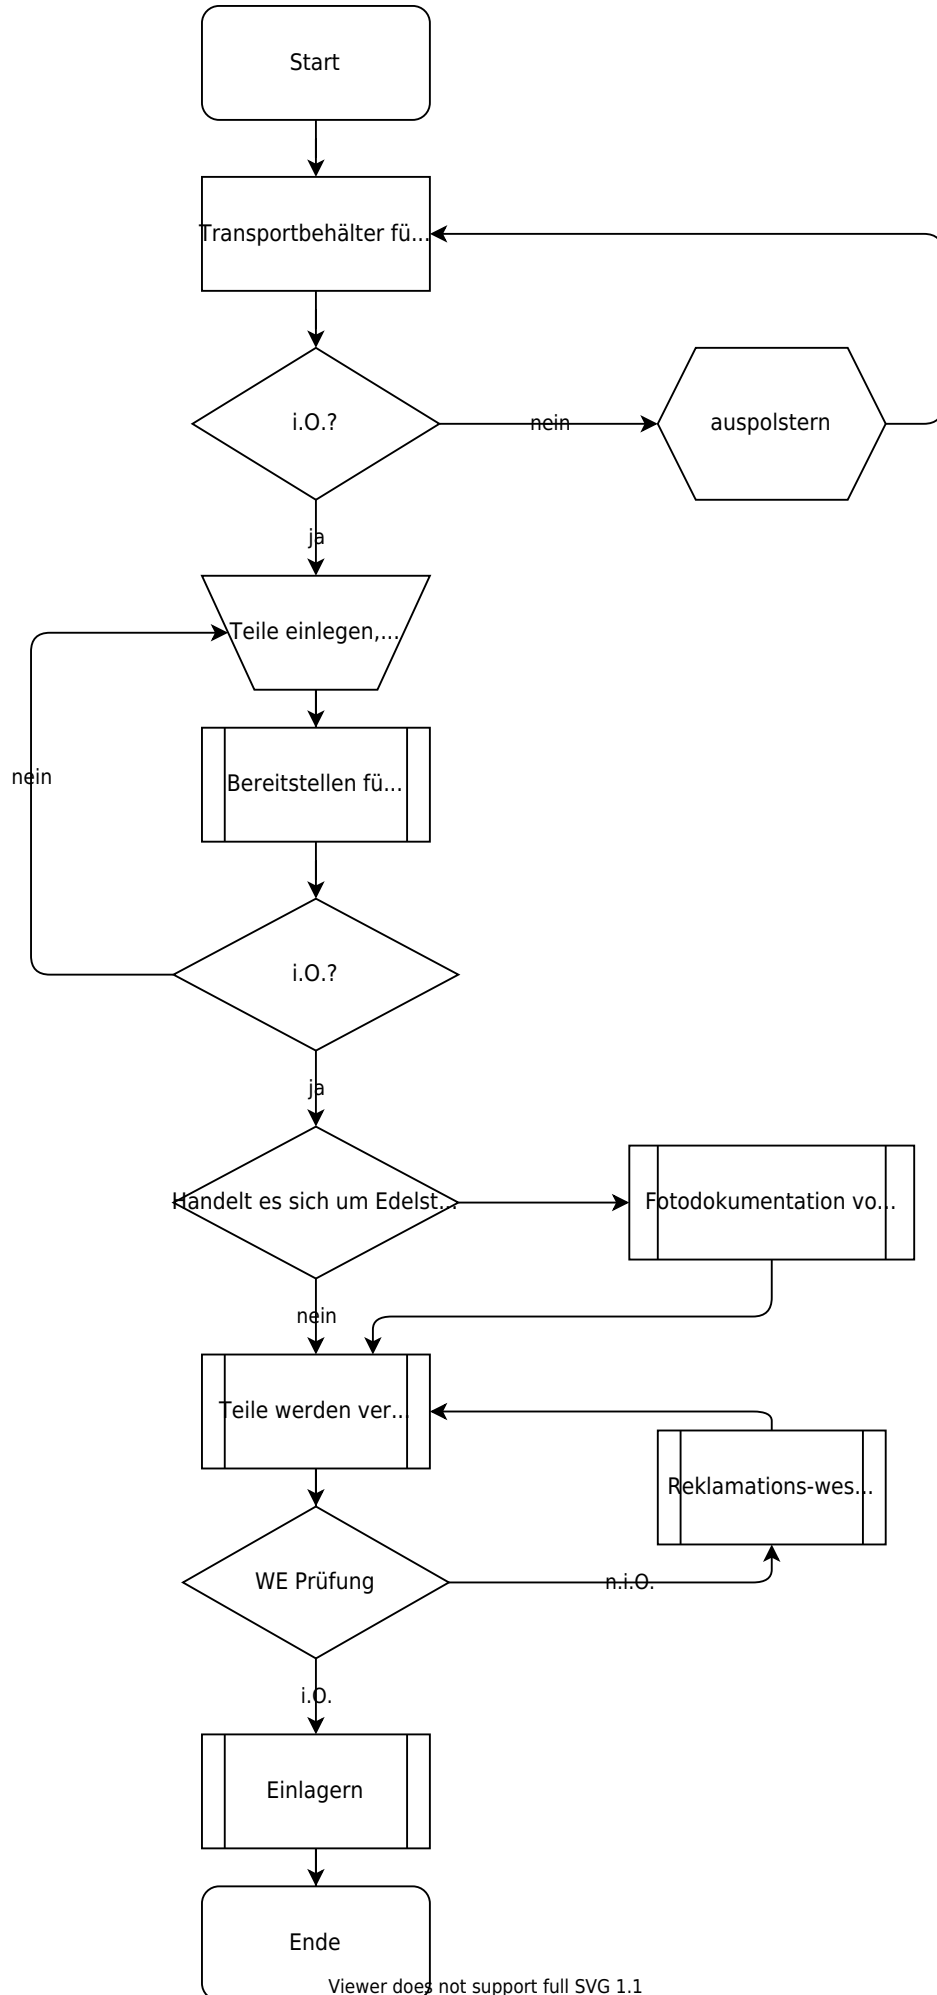 Start
Transportbehälter fü...
i.O.?
nein
auspolstern
ja
Teile einlegen,...
nein
Bereitstellen fü...
i.O.?
ja
Handelt es sich um Edelst...
Fotodokumentation vo...
nein
Teile werden ver...
Reklamations-wes...
WE Prüfung
n.i.O.
i.O.
Einlagern
Ende
Viewer does not support full SVG 1.1